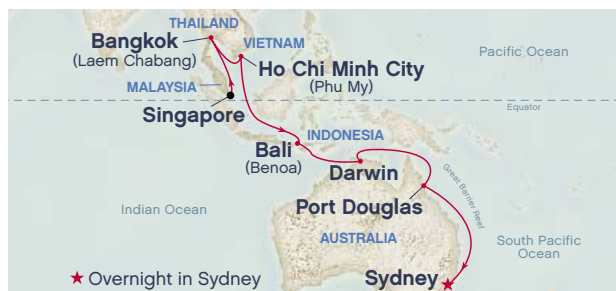 THAILAND
Bangkok
(Laem Chabang)
VIETNAM
Pacific Ocean
Ho Chi Minh City
(Phu My)
MALAYSIA
Singapore
Equator
INDONESIA
Bali
(Benoa)
Darwin
Great Barrier Reef
Port Douglas
Indian Ocean
AUSTRALIA
South Pacific
Ocean
★ Overnight in Sydney
Sydney